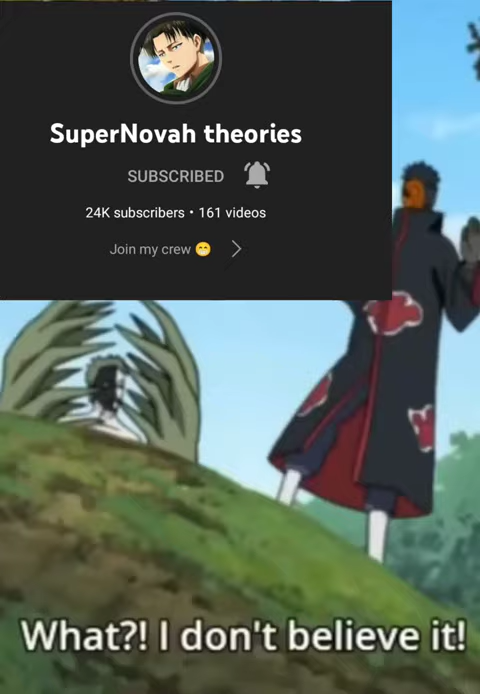 SuperNovah theories
SUBSCRIBED
24K subscribers • 161 videos
Join my crew 😁
What?! I don't believe it!